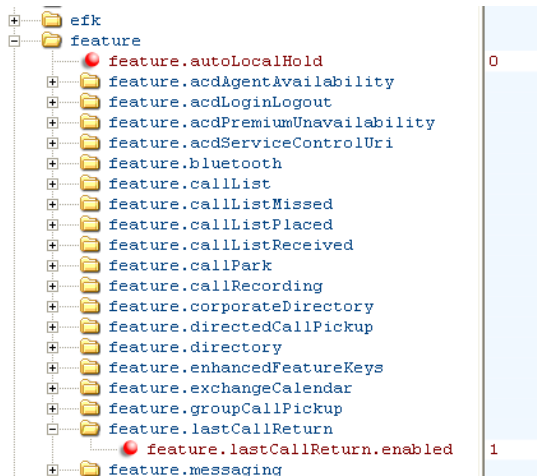 efk
feature
feature.autoLocalHold 0
feature.acdAgentAvailability
feature.acdLoginLogout
feature.acdPremiumUnavailability
feature.acdServiceControlUri
feature.bluetooth
feature.callList
feature.callListMissed
feature.callListPlaced
feature.callListReceived
feature.callPark
feature.callRecording
feature.corporateDirectory
feature.directedCallPickup
feature.directory
feature.enhancedFeatureKeys
feature.exchangeCalendar
feature.groupCallPickup
feature.lastCallReturn
feature.lastCallReturn.enabled 1
feature.messaging